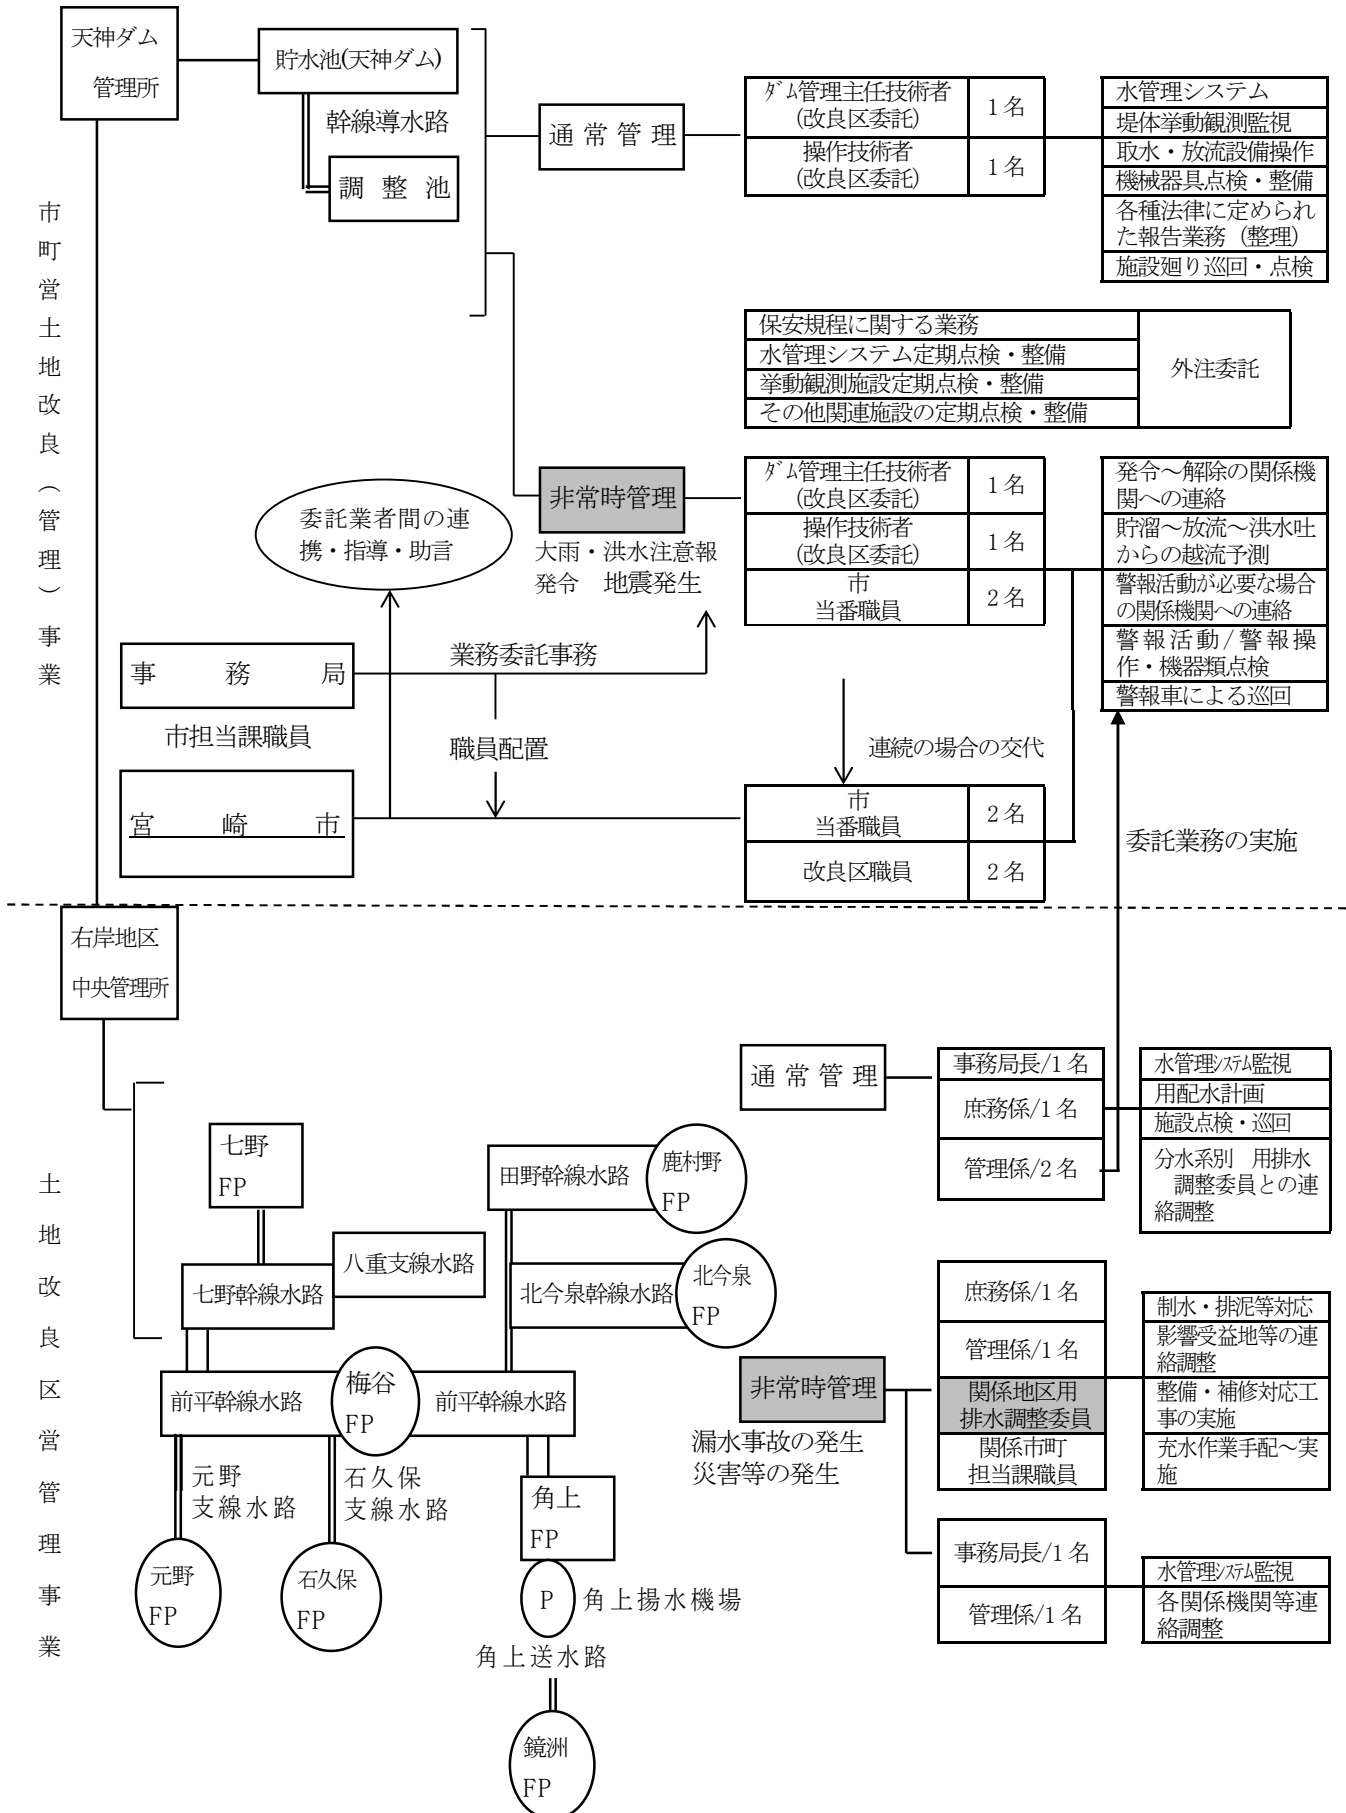 天神ダム
管理所
貯水池(天神ダム)
幹線導水路
調整池
市町営土地改良(管理)事業
通常管理
ダム管理主任技術者
(改良区委託)
1名
操作技術者
(改良区委託)
1名
水管理システム
堤体挙動観測監視
取水・放流設備操作
機械器具点検・整備
各種法律に定められ
た報告業務（整理）
施設廻り巡回・点検
保安規程に関する業務
水管理システム定期点検・整備
挙動観測施設定期点検・整備
その他関連施設の定期点検・整備
外注委託
非常時管理
大雨・洪水注意報
発令　地震発生
ダム管理主任技術者
(改良区委託)
1名
操作技術者
(改良区委託)
1名
市
当番職員
2名
発令～解除の関係機
関への連絡
貯溜～放流～洪水吐
からの越流予測
警報活動が必要な場合
の関係機関への連絡
警報活動/警報操
作・機器類点検
警報車による巡回
委託業者間の連
携・指導・助言
事務局
業務委託事務
市担当課職員
職員配置
連続の場合の交代
宮崎市
市
当番職員
2名
改良区職員
2名
委託業務の実施
右岸地区
中央管理所
土地改良区営管理事業
通常管理
事務局長/1名
庶務係/1名
管理係/2名
水管理システム監視
用配水計画
施設点検・巡回
分水系別　用排水
調整委員との連
絡調整
七野
FP
田野幹線水路
鹿村野
FP
八重支線水路
七野幹線水路
北今泉幹線水路
北今泉
FP
前平幹線水路
梅谷
FP
前平幹線水路
元野
支線水路
石久保
支線水路
角上
FP
元野
FP
石久保
FP
P
角上揚水機場
角上送水路
鏡洲
FP
非常時管理
漏水事故の発生
災害等の発生
庶務係/1名
管理係/1名
関係地区用
排水調整委員
関係市町
担当課職員
制水・排泥等対応
影響受益地等の連
絡調整
整備・補修対応工
事の実施
充水作業手配～実
施
事務局長/1名
管理係/1名
水管理システム監視
各関係機関等連
絡調整